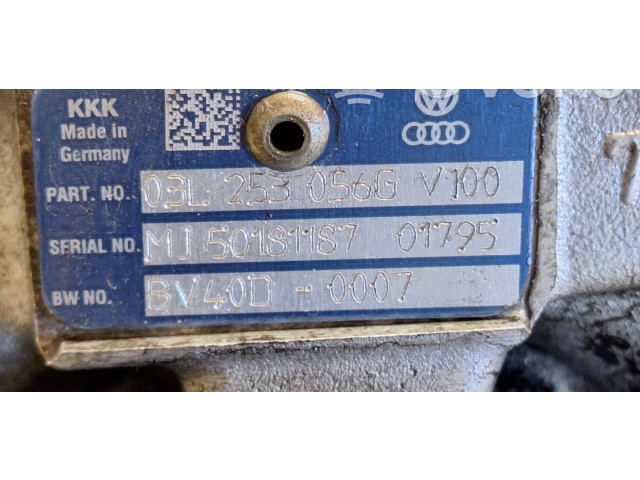 KKK
Made in
Germany
PART. NO. 03L 253 056G V100
SERIAL NO. MJ 50181187 01795
BW NO. BV40D - 0007